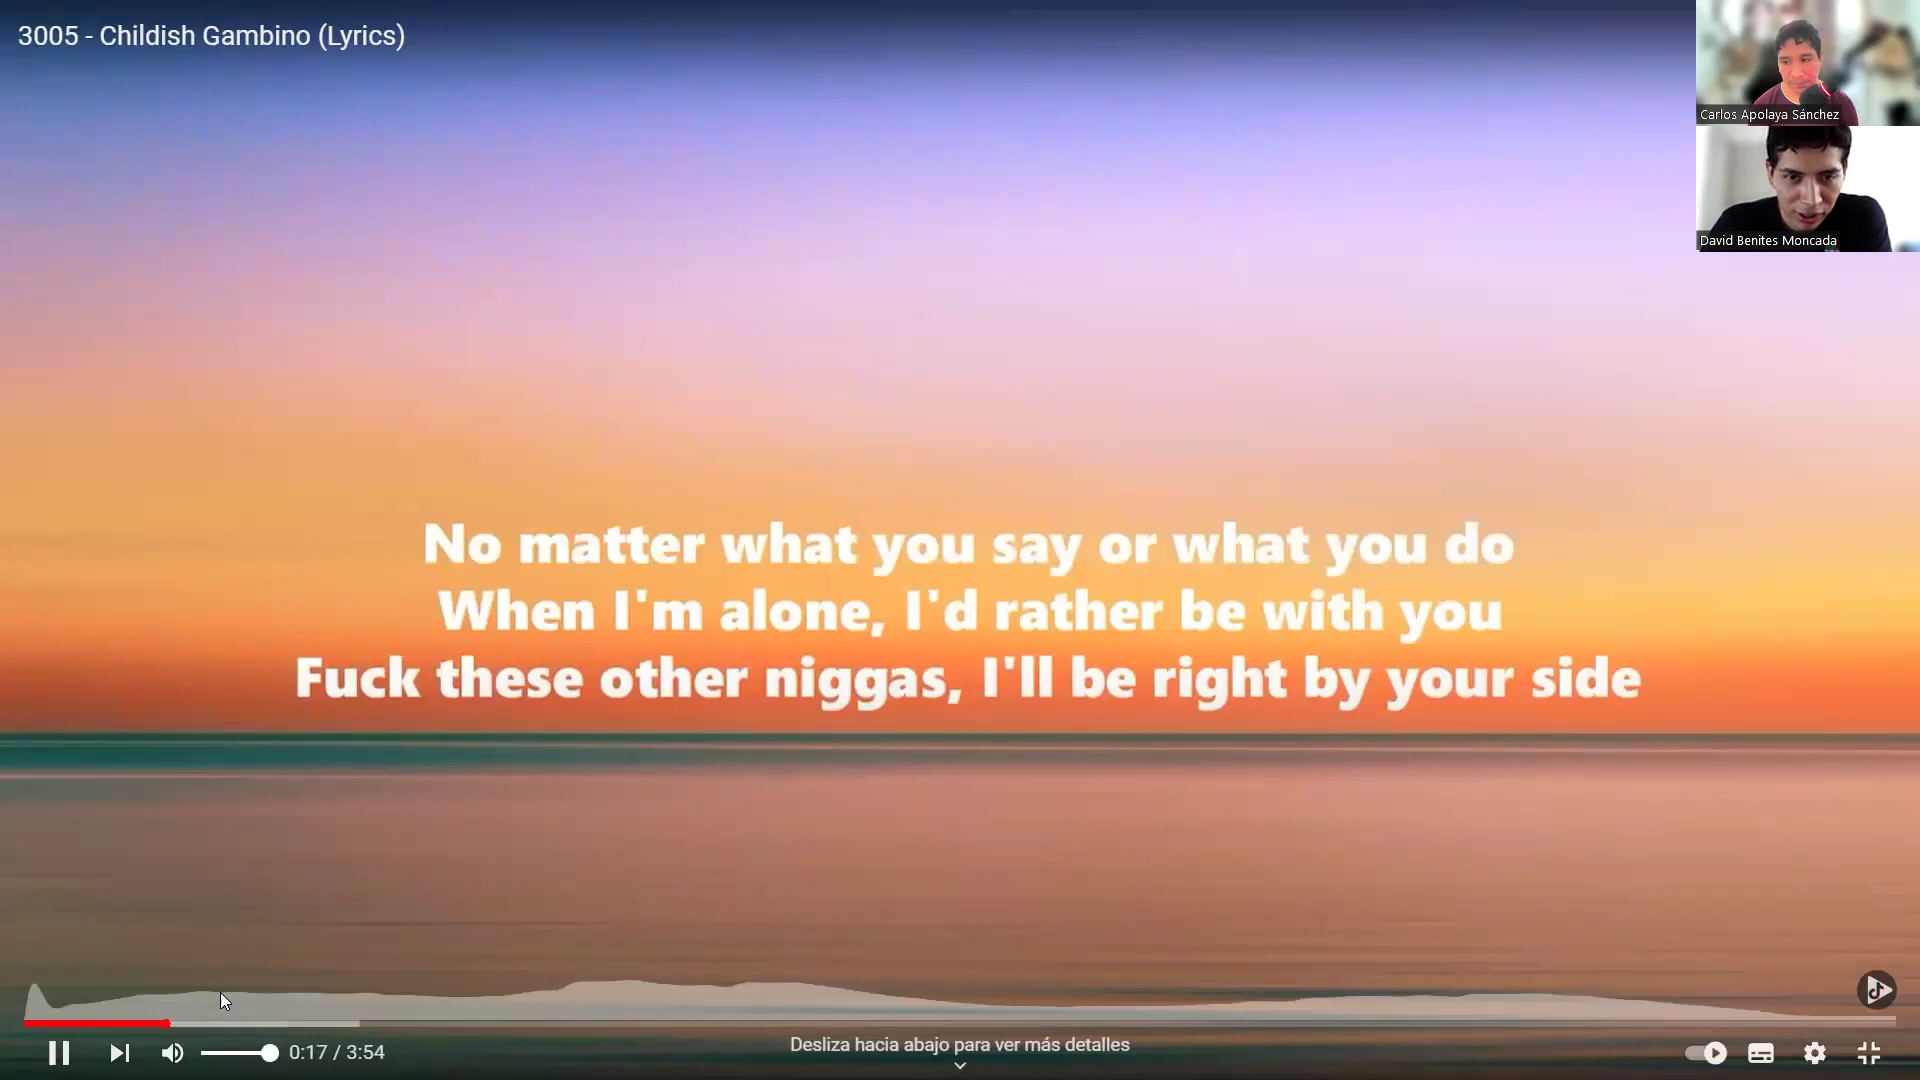 3005 - Childish Gambino (Lyrics)
Carlos Apolaya Sánchez
David Benites Moncada
No matter what you say or what you do
When I'm alone, I'd rather be with you
Fuck these other niggas, I'll be right by your side
0:17 / 3:54
Desliza hacia abajo para ver más detalles